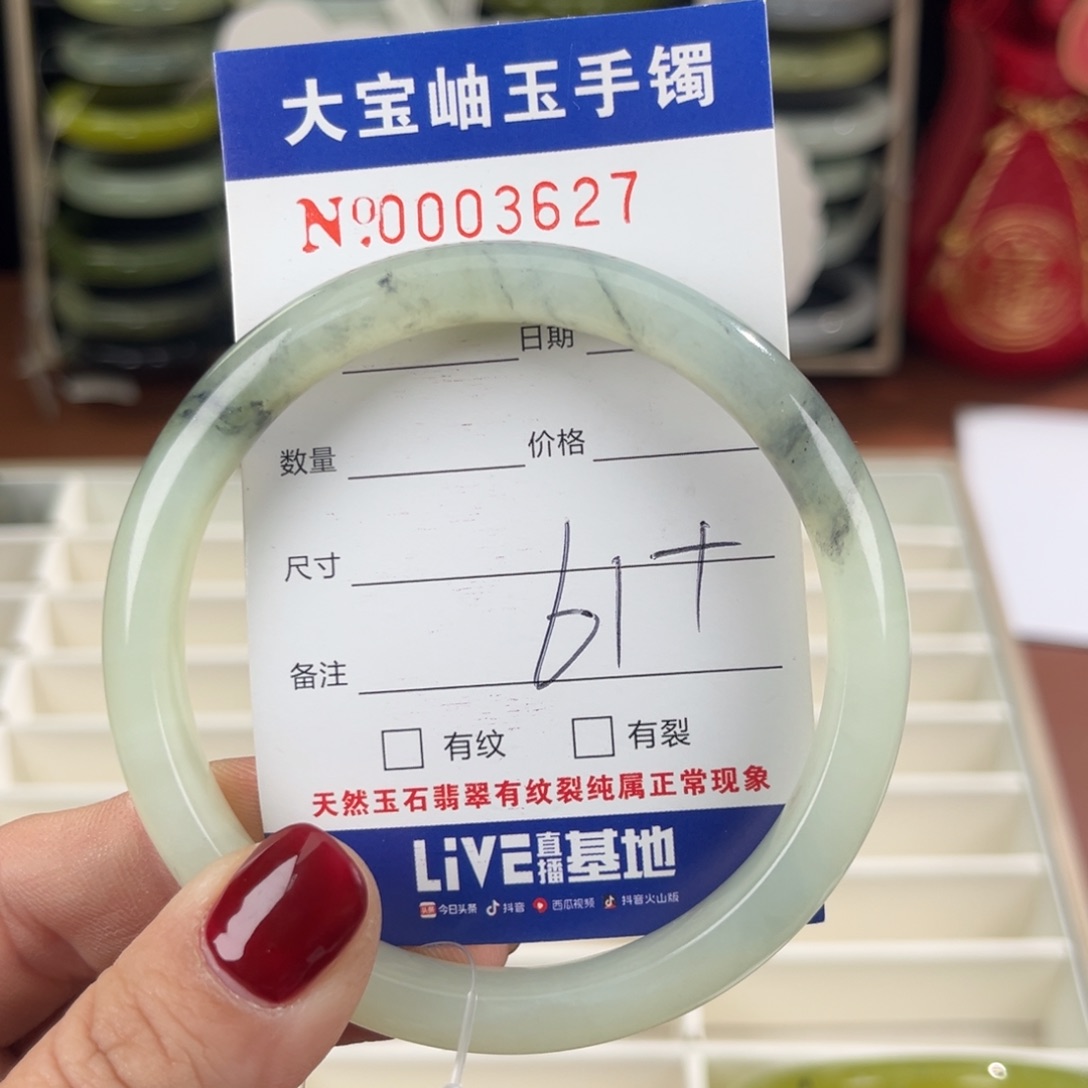 大宝岫玉手镯
№0003627
日期
数量 价格
尺寸 61+
备注
有纹 有裂
天然玉石翡翠有纹裂纯属正常现象
LiVE直播基地
头条 今日头条 抖音 西瓜视频 抖音火山版